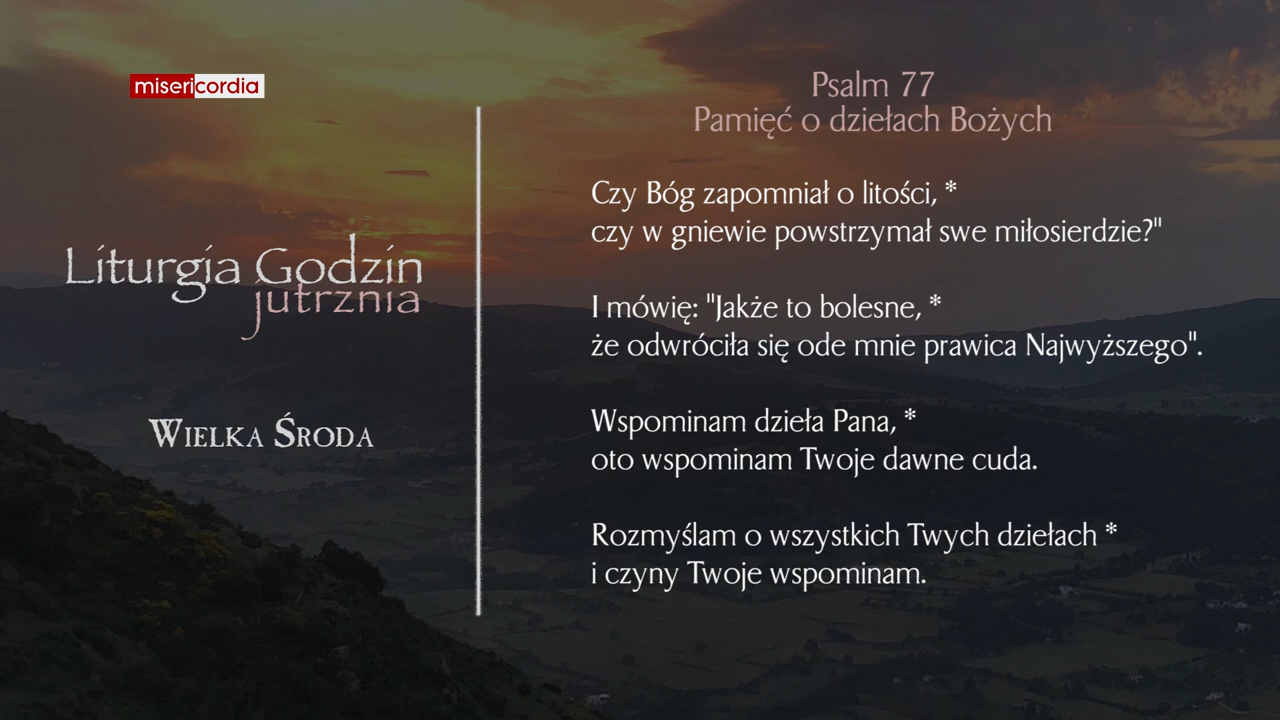 misericordia
Liturgia Godzin
jutrznia
Wielka Środa
Psalm 77
Pamięć o dziełach Bożych
Czy Bóg zapomniał o litości, *
czy w gniewie powstrzymał swe miłosierdzie?"
I mówię: "Jakże to bolesne, *
że odwróciła się ode mnie prawica Najwyższego".
Wspominam dzieła Pana, *
oto wspominam Twoje dawne cuda.
Rozmyślam o wszystkich Twych dziełach *
i czyny Twoje wspominam.